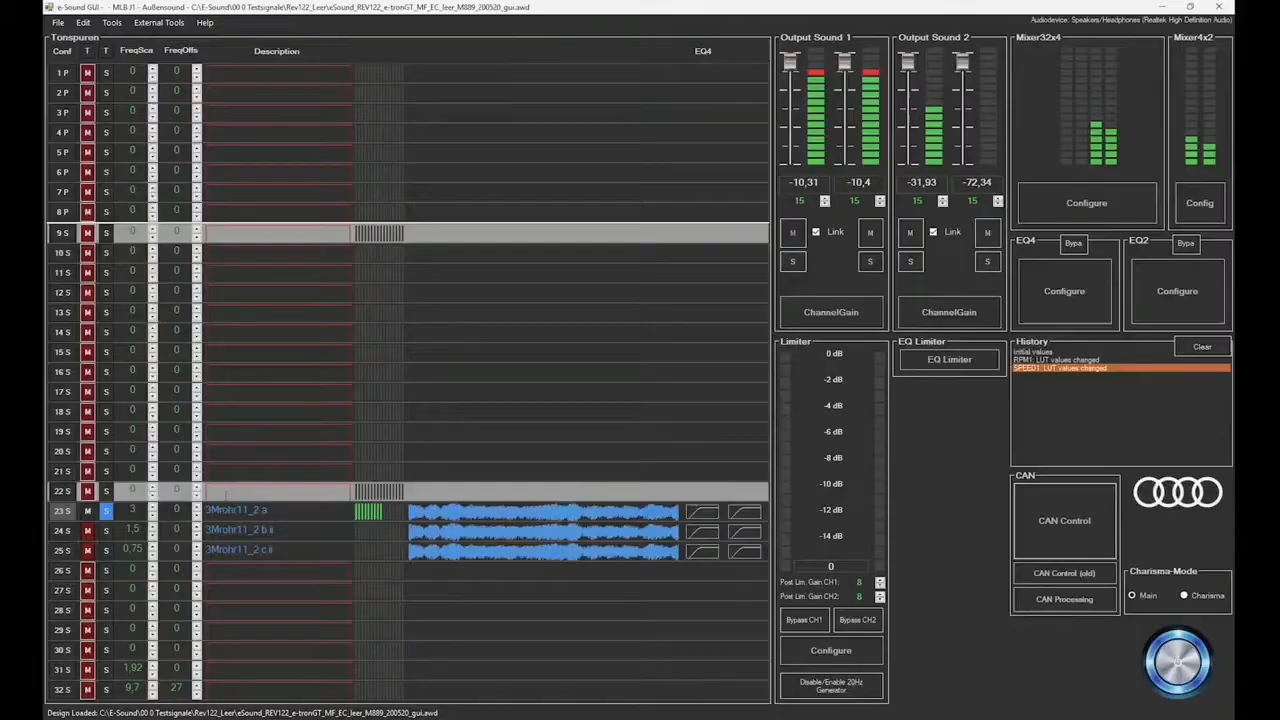 e-Sound GUI -  - MLB J1 - Außensound - C:\E-Sound\00 0 Testsignale\Rev122_Leer\eSound_REV122_e-tronGT_MF_EC_leer_M889_200520_gui.awd
File Edit Tools External Tools Help
Audiodevice: Speakers/Headphones (Realtek High Definition Audio)
Tonspuren
Conf T T FreqSca FreqOffs Description EQ4
1 P M S 0 0
2 P M S 0 0
3 P M S 0 0
4 P M S 0 0
5 P M S 0 0
6 P M S 0 0
7 P M S 0 0
8 P M S 0 0
9 S M S 0 0
10 S M S 0 0
11 S M S 0 0
12 S M S 0 0
13 S M S 0 0
14 S M S 0 0
15 S M S 0 0
16 S M S 0 0
17 S M S 0 0
18 S M S 0 0
19 S M S 0 0
20 S M S 0 0
21 S M S 0 0
22 S M S 0 0
23 S M S 3 0 3Mrohr11_2 a
24 S M S 1,5 0 3Mrohr11_2 b ii
25 S M S 0,75 0 3Mrohr11_2 c ii
26 S M S 0 0
27 S M S 0 0
28 S M S 0 0
29 S M S 0 0
30 S M S 0 0
31 S M S 1,92 0
32 S M S 9,7 27
Output Sound 1
-10,31 -10,4
15 15
M Link M
S S
ChannelGain
Output Sound 2
-31,93 -72,34
15 15
M Link M
S S
ChannelGain
Mixer32x4
Configure
Mixer4x2
Config
EQ4 Bypa
Configure
EQ2 Bypa
Configure
Limiter
0 dB
-2 dB
-4 dB
-6 dB
-8 dB
-10 dB
-12 dB
-14 dB
0
Post Lim. Gain CH1: 8
Post Lim. Gain CH2: 8
Bypass CH1 Bypass CH2
Configure
Disable/Enable 20Hz
Generator
EQ Limiter
EQ Limiter
History Clear
Initial values
RPM1: LUT values changed
SPEED1: LUT values changed
CAN
CAN Control
CAN Control (old)
CAN Processing
Charisma-Mode
Main Charisma
Design Loaded: C:\E-Sound\00 0 Testsignale\Rev122_Leer\eSound_REV122_e-tronGT_MF_EC_leer_M889_200520_gui.awd